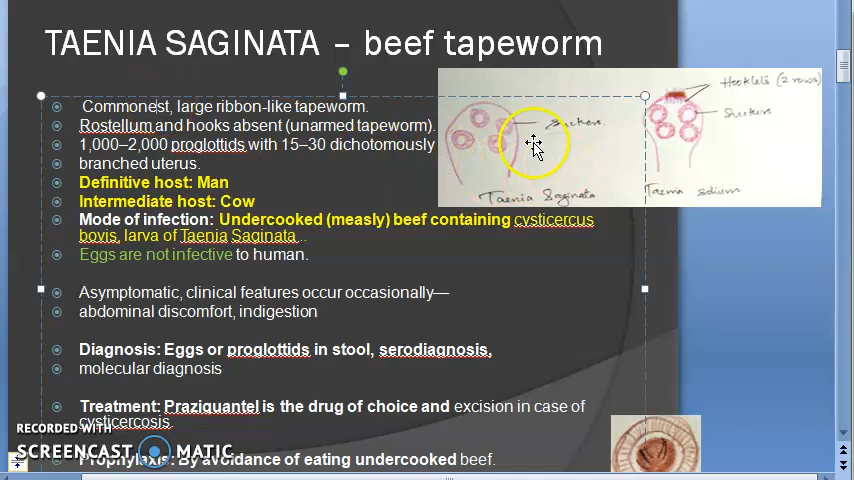 TAENIA SAGINATA – beef tapeworm
Commonest, large ribbon-like tapeworm.
Rostellum and hooks absent (unarmed tapeworm).
1,000–2,000 proglottids with 15–30 dichotomously
branched uterus.
Definitive host: Man
Intermediate host: Cow
Mode of infection: Undercooked (measly) beef containing cysticercus
bovis, larva of Taenia Saginata..
Eggs are not infective to human.
Asymptomatic, clinical features occur occasionally—
abdominal discomfort, indigestion
Diagnosis: Eggs or proglottids in stool, serodiagnosis,
molecular diagnosis
Treatment: Praziquantel is the drug of choice and excision in case of
cysticercosis.
Prophylaxis: By avoidance of eating undercooked beef.
Suckers.
Taenia Saginata
Hooklets (2 rows)
Suckers
Taenia solium
RECORDED WITH
SCREENCAST MATIC